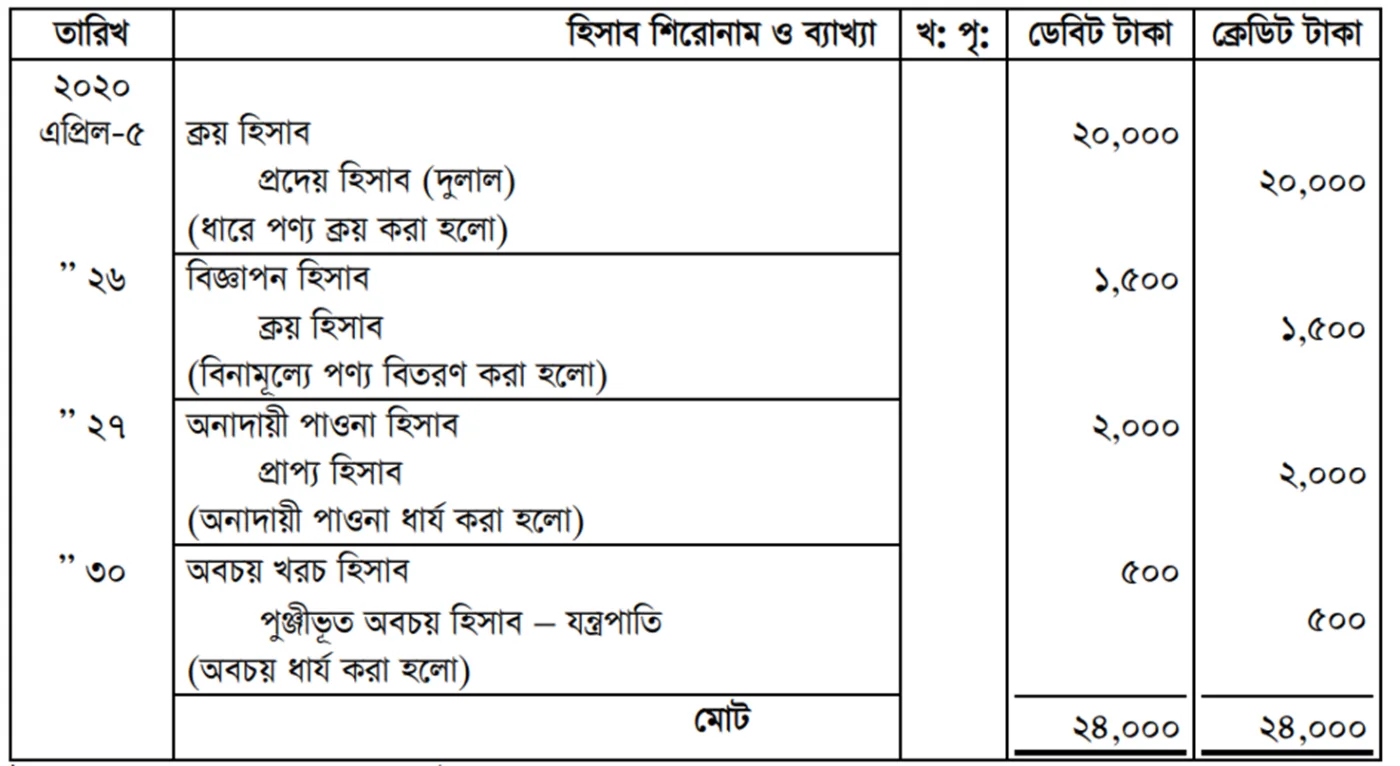 তারিখ হিসাব শিরোনাম ও ব্যাখ্যা খ: পৃ: ডেবিট টাকা ক্রেডিট টাকা
২০২০
এপ্রিল-৫ ক্রয় হিসাব ২০,০০০
প্রদেয় হিসাব (দুলাল) ২০,০০০
(ধারে পণ্য ক্রয় করা হলো)
” ২৬ বিজ্ঞাপন হিসাব ১,৫০০
ক্রয় হিসাব ১,৫০০
(বিনামূল্যে পণ্য বিতরণ করা হলো)
” ২৭ অনাদায়ী পাওনা হিসাব ২,০০০
প্রাপ্য হিসাব ২,০০০
(অনাদায়ী পাওনা ধার্য করা হলো)
” ৩০ অবচয় খরচ হিসাব ৫০০
পুঞ্জীভূত অবচয় হিসাব – যন্ত্রপাতি ৫০০
(অবচয় ধার্য করা হলো)
মোট ২৪,০০০ ২৪,০০০